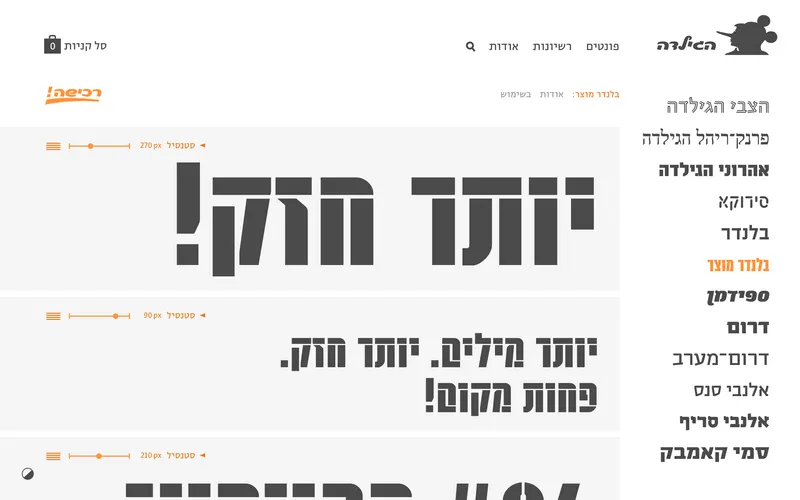 הגילדה
פונטים
רשיונות
אודות
סל קניות
0
הצבי הגילדה
פרנק־ריהל הגילדה
אהרוני הגילדה
סידוקא
בלנדר
בלנדר מוצר
ספידמן
דרום
דרום־מערב
אלנבי סנס
אלנבי סריף
סמי קאמבק
בלנדר מוצר:
אודות
בשימוש
רכישה!
סטנסיל
270 px
יותר חזק!
סטנסיל
90 px
יותר מילים. יותר חזק.
פחות מקום!
סטנסיל
210 px